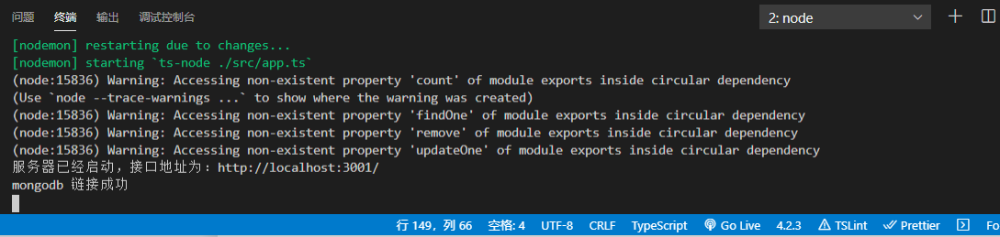 问题 终端 输出 调试控制台 2: node
[nodemon] restarting due to changes...
[nodemon] starting `ts-node ./src/app.ts`
(node:15836) Warning: Accessing non-existent property 'count' of module exports inside circular dependency
(Use `node --trace-warnings ...` to show where the warning was created)
(node:15836) Warning: Accessing non-existent property 'findOne' of module exports inside circular dependency
(node:15836) Warning: Accessing non-existent property 'remove' of module exports inside circular dependency
(node:15836) Warning: Accessing non-existent property 'updateOne' of module exports inside circular dependency
服务器已经启动，接口地址为：http://localhost:3001/
mongodb 链接成功
行 149，列 66 空格: 4 UTF-8 CRLF TypeScript Go Live 4.2.3 TSLint Prettier Fo